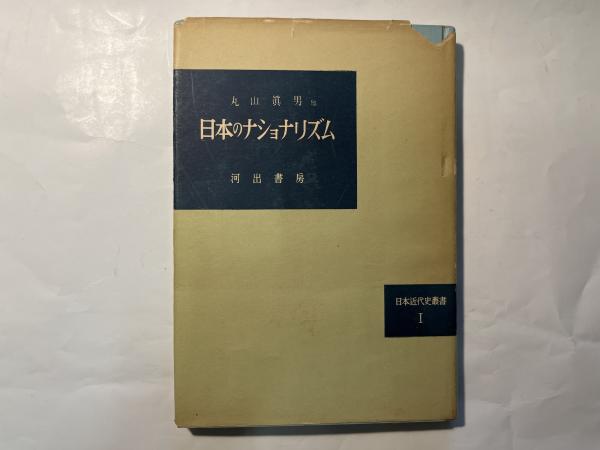 丸山眞男他
日本のナショナリズム
河出書房
日本近代史叢書
I